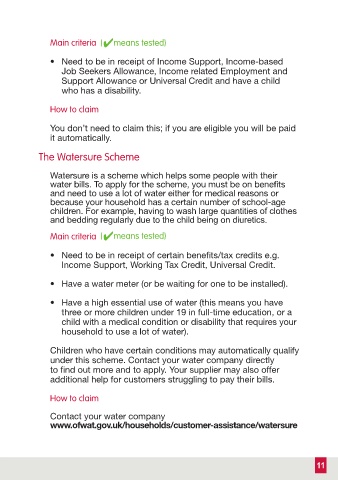 Main criteria (✔means tested)
• Need to be in receipt of Income Support, Income-based
Job Seekers Allowance, Income related Employment and
Support Allowance or Universal Credit and have a child
who has a disability.
How to claim
You don't need to claim this; if you are eligible you will be paid
it automatically.
The Watersure Scheme
Watersure is a scheme which helps some people with their
water bills. To apply for the scheme, you must be on benefits
and need to use a lot of water either for medical reasons or
because your household has a certain number of school-age
children. For example, having to wash large quantities of clothes
and bedding regularly due to the child being on diuretics.
Main criteria (✔means tested)
• Need to be in receipt of certain benefits/tax credits e.g.
Income Support, Working Tax Credit, Universal Credit.
• Have a water meter (or be waiting for one to be installed).
• Have a high essential use of water (this means you have
three or more children under 19 in full-time education, or a
child with a medical condition or disability that requires your
household to use a lot of water).
Children who have certain conditions may automatically qualify
under this scheme. Contact your water company directly
to find out more and to apply. Your supplier may also offer
additional help for customers struggling to pay their bills.
How to claim
Contact your water company
www.ofwat.gov.uk/households/customer-assistance/watersure
11